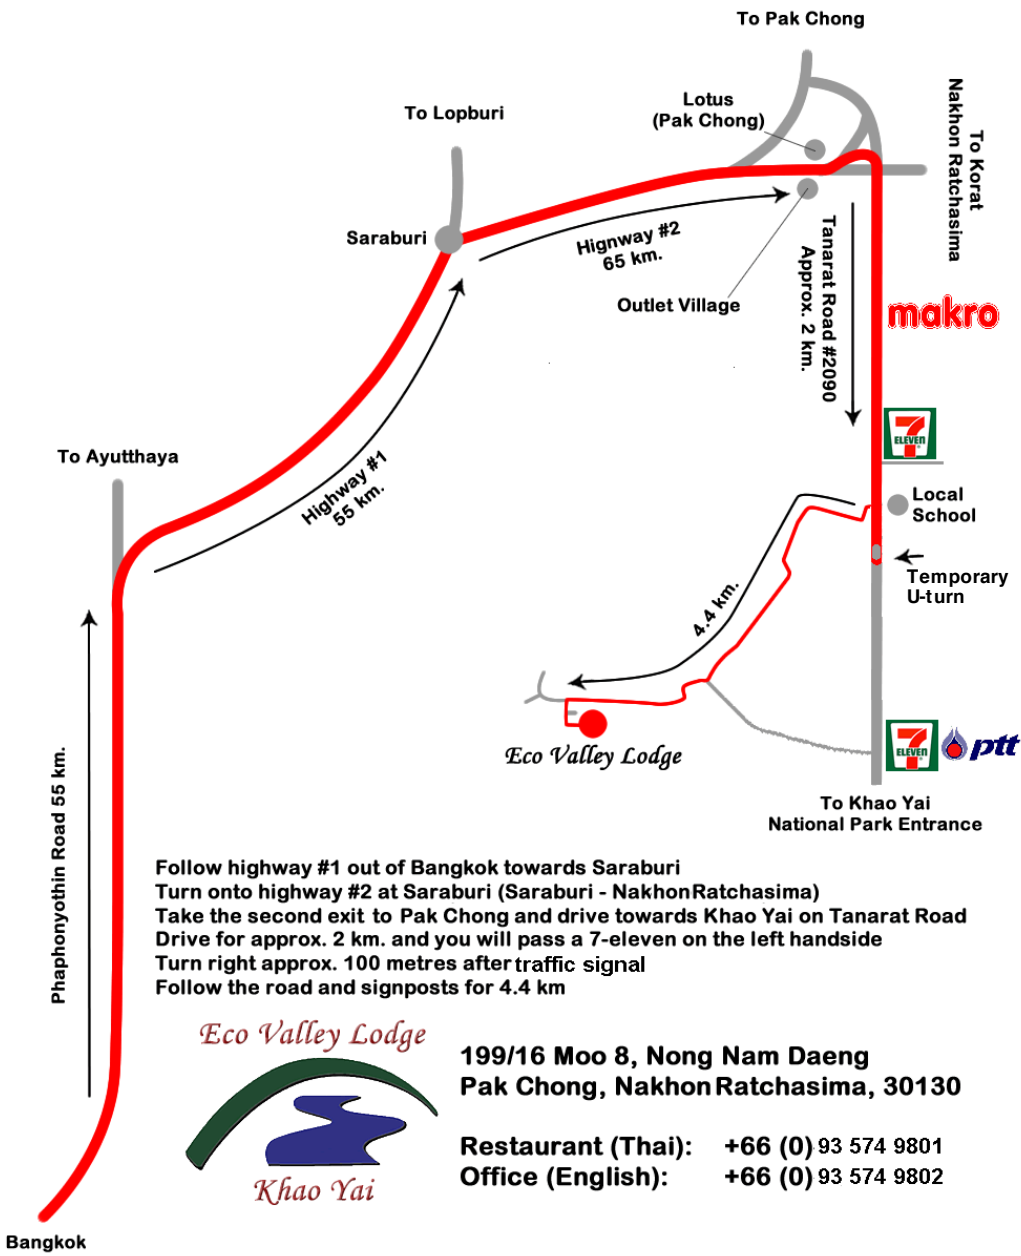 To Pak Chong
Lotus
(Pak Chong)
To Korat
Nakhon Ratchasima
To Lopburi
Saraburi
Hignway #2
65 km.
Outlet Village
Tanarat Road #2090
Approx. 2 km.
makro
7
ELEVEN
To Ayutthaya
Highway #1
55 km.
Local
School
Temporary
U-turn
4.4 km.
Eco Valley Lodge
7
ELEVEN
ptt
To Khao Yai
National Park Entrance
Phaphonyothin Road 55 km.
Follow highway #1 out of Bangkok towards Saraburi
Turn onto highway #2 at Saraburi (Saraburi - NakhonRatchasima)
Take the second exit to Pak Chong and drive towards Khao Yai on Tanarat Road
Drive for approx. 2 km. and you will pass a 7-eleven on the left handside
Turn right approx. 100 metres after traffic signal
Follow the road and signposts for 4.4 km
Eco Valley Lodge
Khao Yai
199/16 Moo 8, Nong Nam Daeng
Pak Chong, Nakhon Ratchasima, 30130
Restaurant (Thai): +66 (0) 93 574 9801
Office (English): +66 (0) 93 574 9802
Bangkok